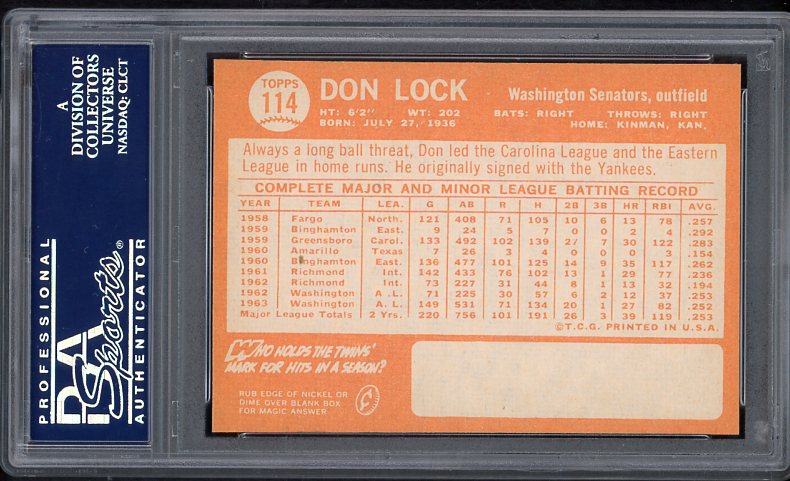 A
DIVISION OF
COLLECTORS
UNIVERSE
NASDAQ: CLCT
PROFESSIONAL
PSA
Sports®
AUTHENTICATOR
TOPPS
114
DON LOCK
Washington Senators, outfield
HT: 6'2" WT: 202 BATS: RIGHT THROWS: RIGHT
BORN: JULY 27, 1936 HOME: KINMAN, KAN.
Always a long ball threat, Don led the Carolina League and the Eastern
League in home runs. He originally signed with the Yankees.
COMPLETE MAJOR AND MINOR LEAGUE BATTING RECORD
YEAR TEAM LEA. G AB R H 2B 3B HR RBI AVG.
1958 Fargo North. 121 408 71 105 10 6 13 78 .257
1959 Binghamton East. 9 24 5 7 0 0 2 4 .292
1959 Greensboro Carol. 133 492 102 139 27 7 30 122 .283
1960 Amarillo Texas 7 26 3 4 0 0 0 3 .154
1960 Binghamton East. 136 477 101 125 14 9 35 117 .262
1961 Richmond Int. 142 433 76 102 13 1 29 77 .236
1962 Richmond Int. 73 227 31 44 8 1 13 32 .194
1962 Washington A.L. 71 225 30 57 6 2 12 37 .253
1963 Washington A.L. 149 531 71 134 20 1 27 82 .252
Major League Totals 2 Yrs. 220 756 101 191 26 3 39 119 .253
©T.C.G. PRINTED IN U.S.A.
WHO HOLDS THE TWINS'
MARK FOR HITS IN A SEASON?
RUB EDGE OF NICKEL OR
DIME OVER BLANK BOX
FOR MAGIC ANSWER